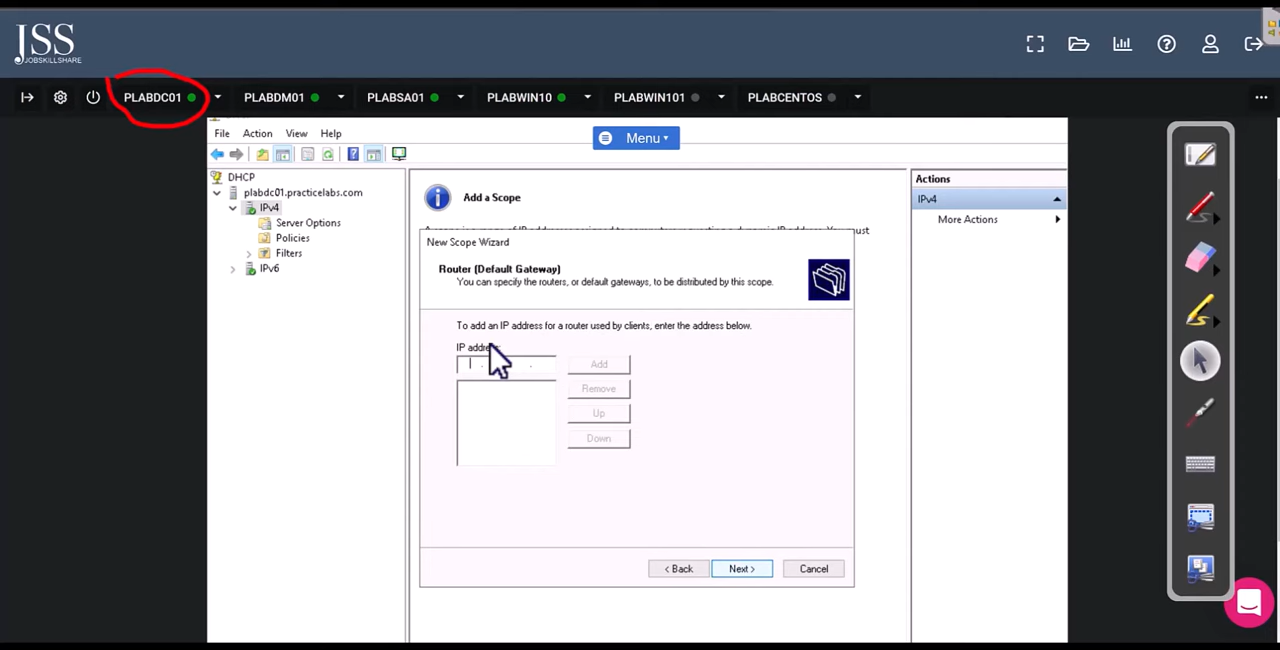 JSS
JOBSKILLSHARE
PLABDC01 PLABDM01 PLABSA01 PLABWIN10 PLABWIN101 PLABCENTOS
File Action View Help
Menu
DHCP
plabdc01.practicelabs.com
IPv4
Server Options
Policies
Filters
IPv6
Add a Scope
New Scope Wizard
Router (Default Gateway)
You can specify the routers, or default gateways, to be distributed by this scope.
To add an IP address for a router used by clients, enter the address below.
IP address:
Add
Remove
Up
Down
< Back Next > Cancel
Actions
IPv4
More Actions